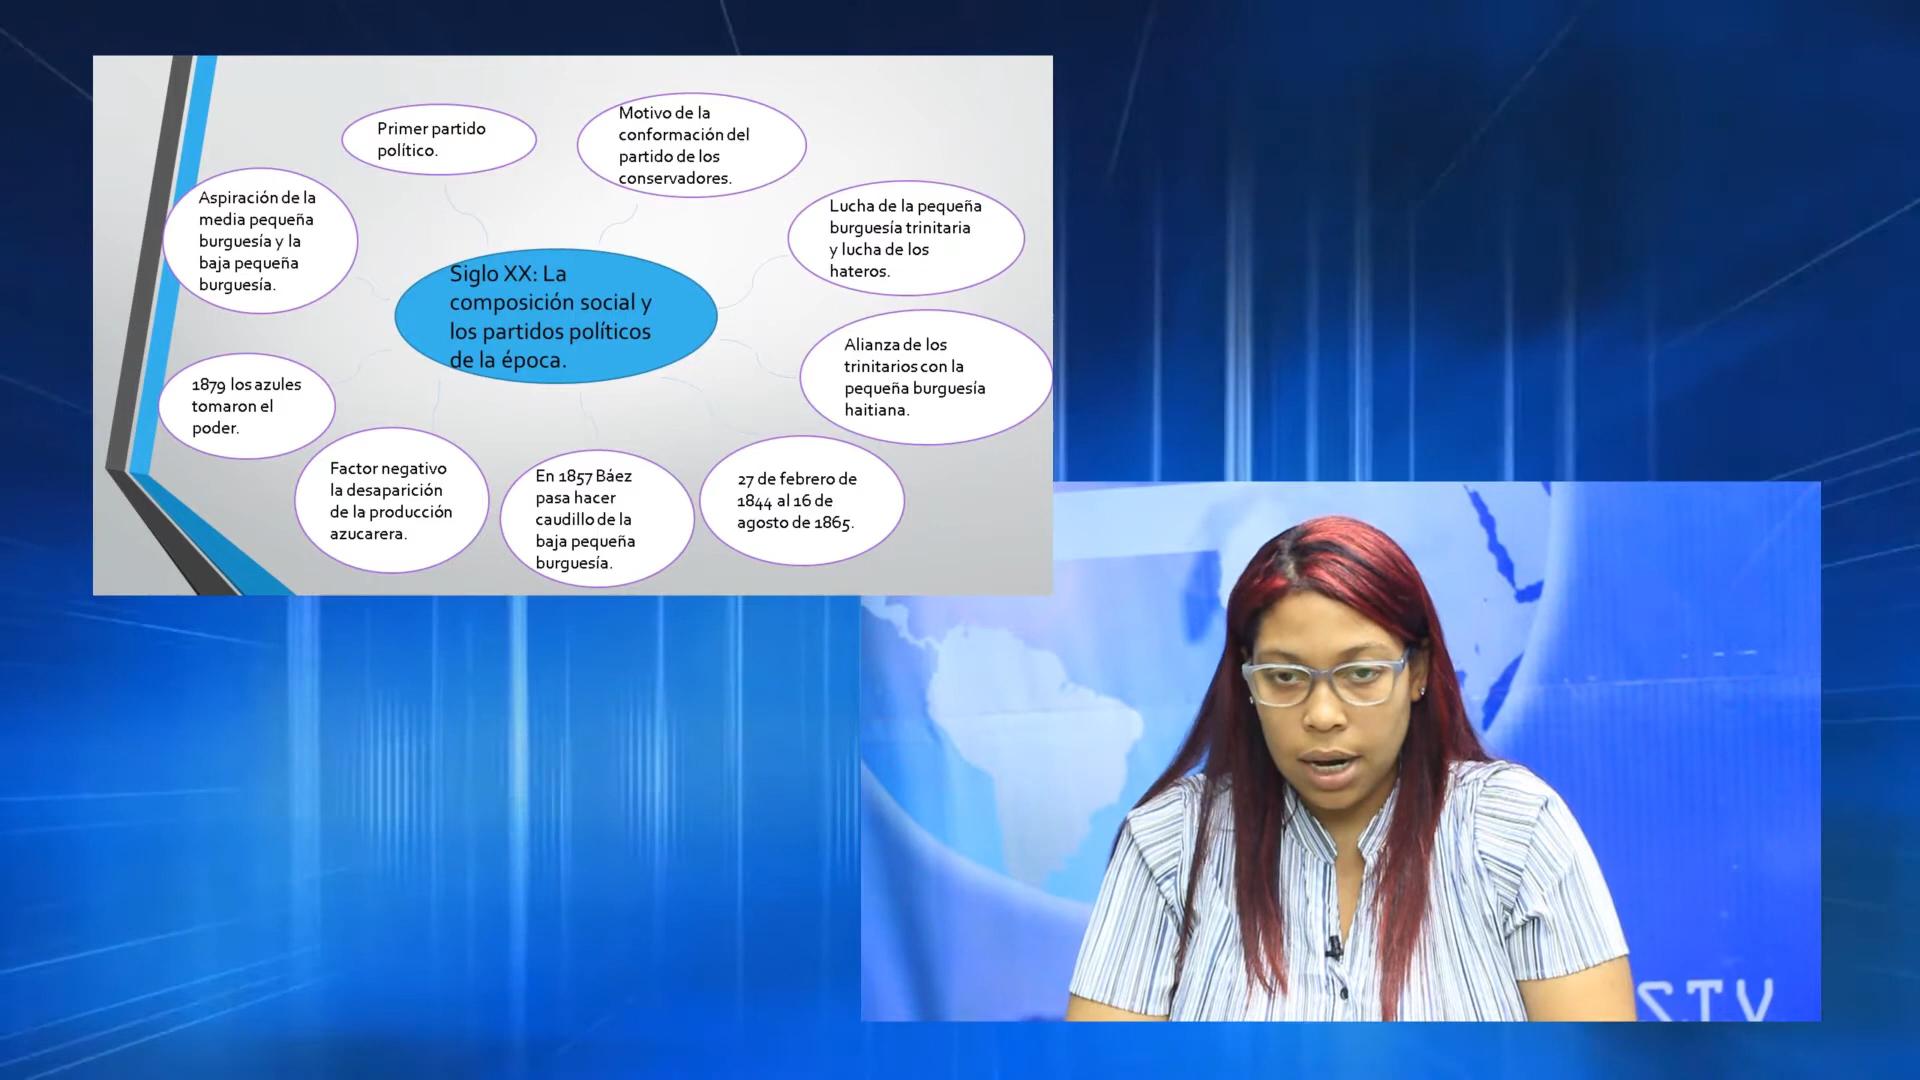 Primer partido
político.
Motivo de la
conformación del
partido de los
conservadores.
Aspiración de la
media pequeña
burguesía y la
baja pequeña
burguesía.
Lucha de la pequeña
burguesía trinitaria
y lucha de los
hateros.
Siglo XX: La
composición social y
los partidos políticos
de la época.
Alianza de los
trinitarios con la
pequeña burguesía
haitiana.
1879 los azules
tomaron el
poder.
Factor negativo
la desaparición
de la producción
azucarera.
En 1857 Báez
pasa hacer
caudillo de la
baja pequeña
burguesía.
27 de febrero de
1844 al 16 de
agosto de 1865.
STV